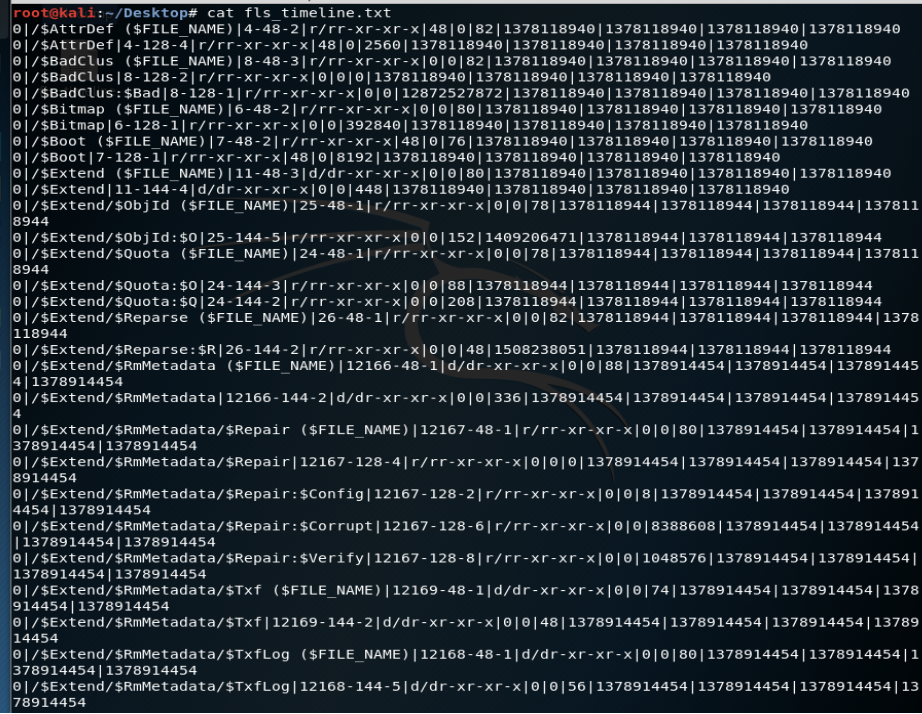 root@kali:~/Desktop# cat fls_timeline.txt
0|/$AttrDef ($FILE_NAME)|4-48-2|r/rr-xr-xr-x|48|0|82|1378118940|1378118940|1378118940|1378118940
0|/$AttrDef|4-128-4|r/rr-xr-xr-x|48|0|2560|1378118940|1378118940|1378118940|1378118940
0|/$BadClus ($FILE_NAME)|8-48-3|r/rr-xr-xr-x|0|0|82|1378118940|1378118940|1378118940|1378118940
0|/$BadClus|8-128-2|r/rr-xr-xr-x|0|0|0|1378118940|1378118940|1378118940|1378118940
0|/$BadClus:$Bad|8-128-1|r/rr-xr-xr-x|0|0|12872527872|1378118940|1378118940|1378118940|1378118940
0|/$Bitmap ($FILE_NAME)|6-48-2|r/rr-xr-xr-x|0|0|80|1378118940|1378118940|1378118940|1378118940
0|/$Bitmap|6-128-1|r/rr-xr-xr-x|0|0|392840|1378118940|1378118940|1378118940|1378118940
0|/$Boot ($FILE_NAME)|7-48-2|r/rr-xr-xr-x|48|0|76|1378118940|1378118940|1378118940|1378118940
0|/$Boot|7-128-1|r/rr-xr-xr-x|48|0|8192|1378118940|1378118940|1378118940|1378118940
0|/$Extend ($FILE_NAME)|11-48-3|d/dr-xr-xr-x|0|0|80|1378118940|1378118940|1378118940|1378118940
0|/$Extend|11-144-4|d/dr-xr-xr-x|0|0|448|1378118940|1378118940|1378118940|1378118940
0|/$Extend/$ObjId ($FILE_NAME)|25-48-1|r/rr-xr-xr-x|0|0|78|1378118944|1378118944|1378118944|137811
8944
0|/$Extend/$ObjId:$O|25-144-5|r/rr-xr-xr-x|0|0|152|1409206471|1378118944|1378118944|1378118944
0|/$Extend/$Quota ($FILE_NAME)|24-48-1|r/rr-xr-xr-x|0|0|78|1378118944|1378118944|1378118944|137811
8944
0|/$Extend/$Quota:$O|24-144-3|r/rr-xr-xr-x|0|0|88|1378118944|1378118944|1378118944|1378118944
0|/$Extend/$Quota:$Q|24-144-2|r/rr-xr-xr-x|0|0|208|1378118944|1378118944|1378118944|1378118944
0|/$Extend/$Reparse ($FILE_NAME)|26-48-1|r/rr-xr-xr-x|0|0|82|1378118944|1378118944|1378118944|1378
118944
0|/$Extend/$Reparse:$R|26-144-2|r/rr-xr-xr-x|0|0|48|1508238051|1378118944|1378118944|1378118944
0|/$Extend/$RmMetadata ($FILE_NAME)|12166-48-1|d/dr-xr-xr-x|0|0|88|1378914454|1378914454|137891445
4|1378914454
0|/$Extend/$RmMetadata|12166-144-2|d/dr-xr-xr-x|0|0|336|1378914454|1378914454|1378914454|137891445
4
0|/$Extend/$RmMetadata/$Repair ($FILE_NAME)|12167-48-1|r/rr-xr-xr-x|0|0|80|1378914454|1378914454|1
378914454|1378914454
0|/$Extend/$RmMetadata/$Repair|12167-128-4|r/rr-xr-xr-x|0|0|0|1378914454|1378914454|1378914454|137
8914454
0|/$Extend/$RmMetadata/$Repair:$Config|12167-128-2|r/rr-xr-xr-x|0|0|8|1378914454|1378914454|137891
4454|1378914454
0|/$Extend/$RmMetadata/$Repair:$Corrupt|12167-128-6|r/rr-xr-xr-x|0|0|8388608|1378914454|1378914454
|1378914454|1378914454
0|/$Extend/$RmMetadata/$Repair:$Verify|12167-128-8|r/rr-xr-xr-x|0|0|1048576|1378914454|1378914454|
1378914454|1378914454
0|/$Extend/$RmMetadata/$Txf ($FILE_NAME)|12169-48-1|d/dr-xr-xr-x|0|0|74|1378914454|1378914454|1378
914454|1378914454
0|/$Extend/$RmMetadata/$Txf|12169-144-2|d/dr-xr-xr-x|0|0|48|1378914454|1378914454|1378914454|13789
14454
0|/$Extend/$RmMetadata/$TxfLog ($FILE_NAME)|12168-48-1|d/dr-xr-xr-x|0|0|80|1378914454|1378914454|1
378914454|1378914454
0|/$Extend/$RmMetadata/$TxfLog|12168-144-5|d/dr-xr-xr-x|0|0|56|1378914454|1378914454|1378914454|13
78914454